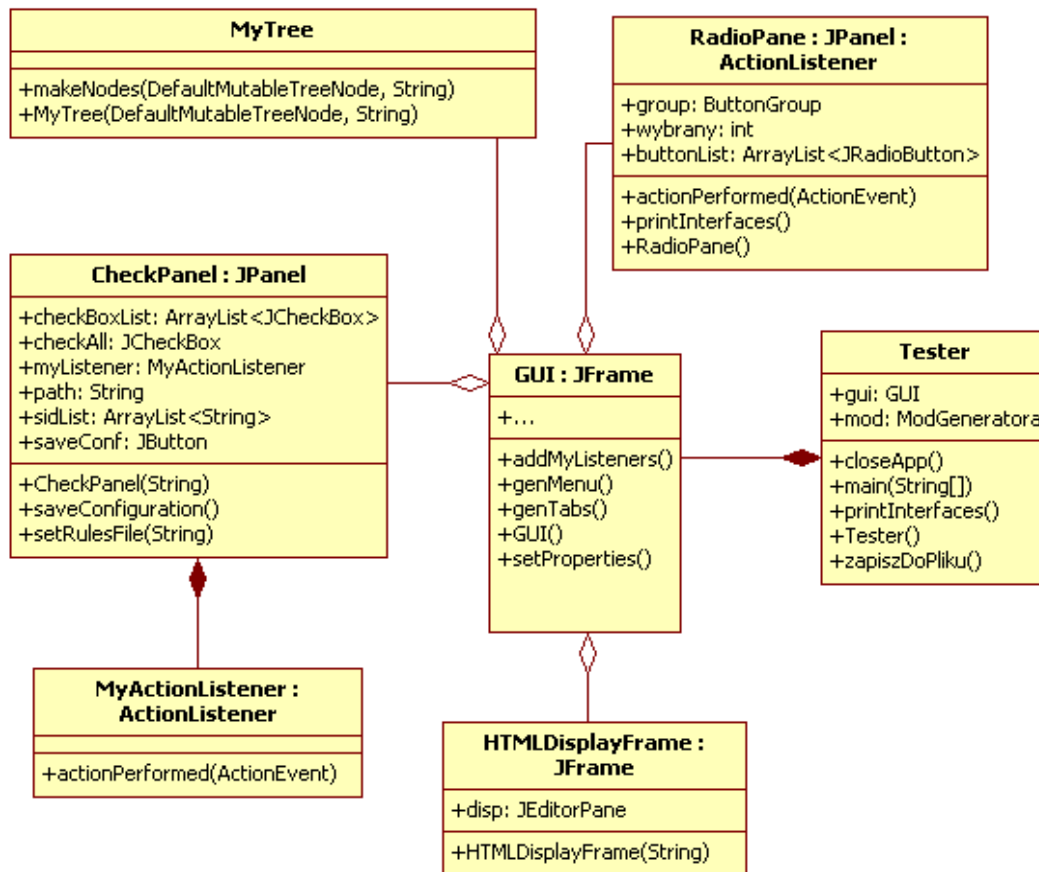 MyTree
+makeNodes(DefaultMutableTreeNode, String)
+MyTree(DefaultMutableTreeNode, String)
RadioPane : JPanel :
ActionListener
+group: ButtonGroup
+wybrany: int
+buttonList: ArrayList<JRadioButton>
+actionPerformed(ActionEvent)
+printInterfaces()
+RadioPane()
CheckPanel : JPanel
+checkBoxList: ArrayList<JCheckBox>
+checkAll: JCheckBox
+myListener: MyActionListener
+path: String
+sidList: ArrayList<String>
+saveConf: JButton
+CheckPanel(String)
+saveConfiguration()
+setRulesFile(String)
GUI : JFrame
+...
+addMyListeners()
+genMenu()
+genTabs()
+GUI()
+setProperties()
Tester
+gui: GUI
+mod: ModGeneratora
+closeApp()
+main(String[])
+printInterfaces()
+Tester()
+zapiszDoPliku()
MyActionListener :
ActionListener
+actionPerformed(ActionEvent)
HTMLDisplayFrame :
JFrame
+disp: JEditorPane
+HTMLDisplayFrame(String)